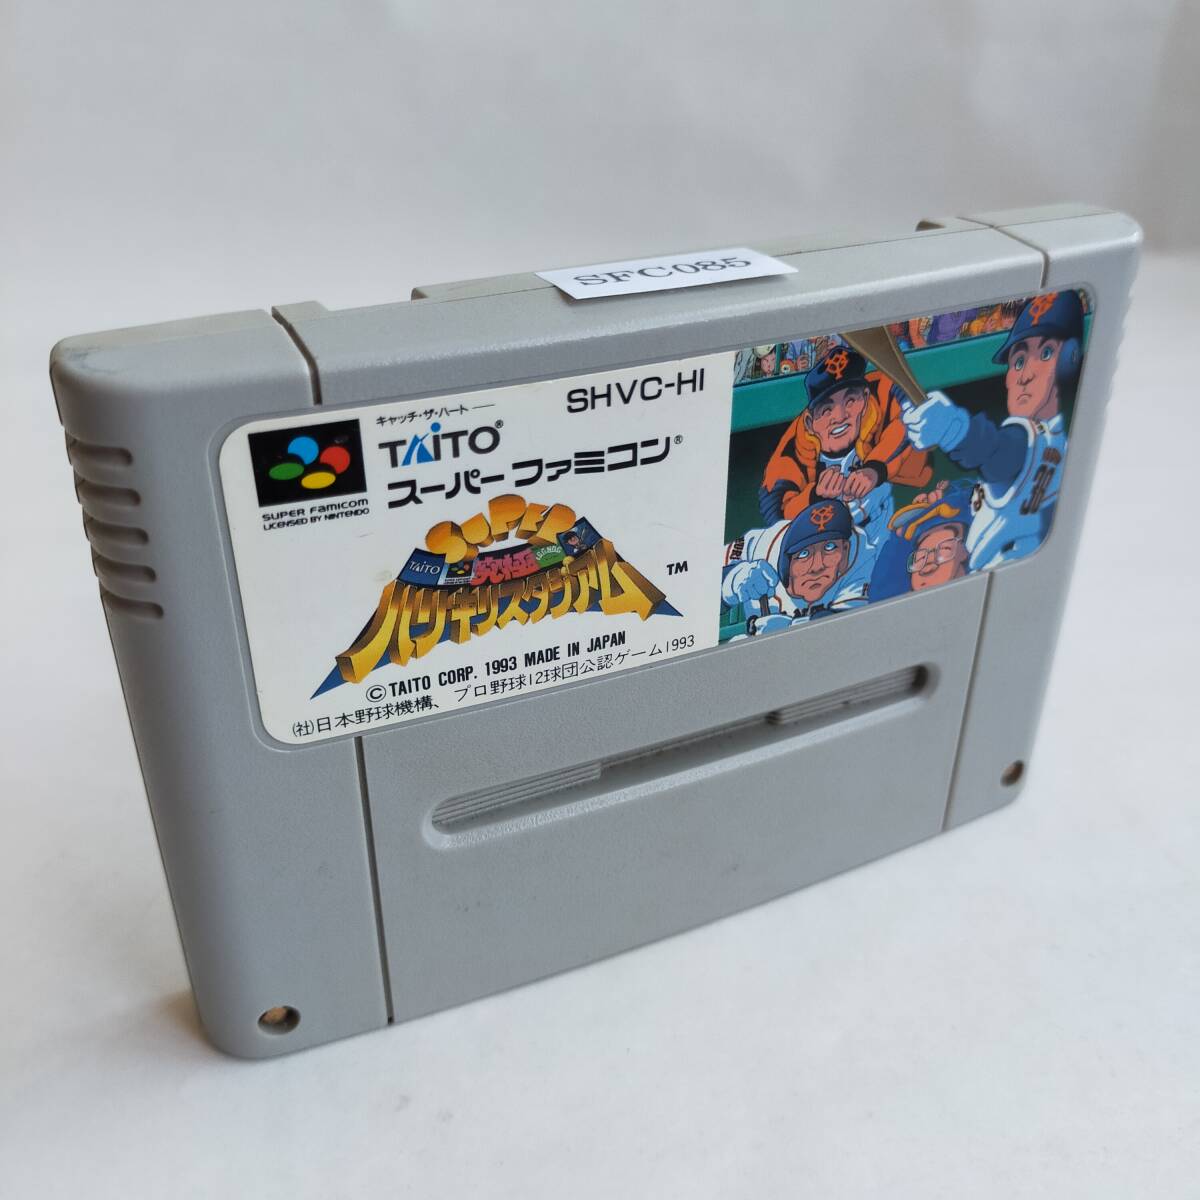 SFC085
SHVC-HI
キャッチ・ザ・ハート
TAITO®
スーパーファミコン®
SUPER FAMICOM
LICENSED BY NINTENDO
SUPER
TAITO
究極
ハリキリスタジアム
TM
© TAITO CORP. 1993 MADE IN JAPAN
(社)日本野球機構、プロ野球12球団公認ゲーム1993